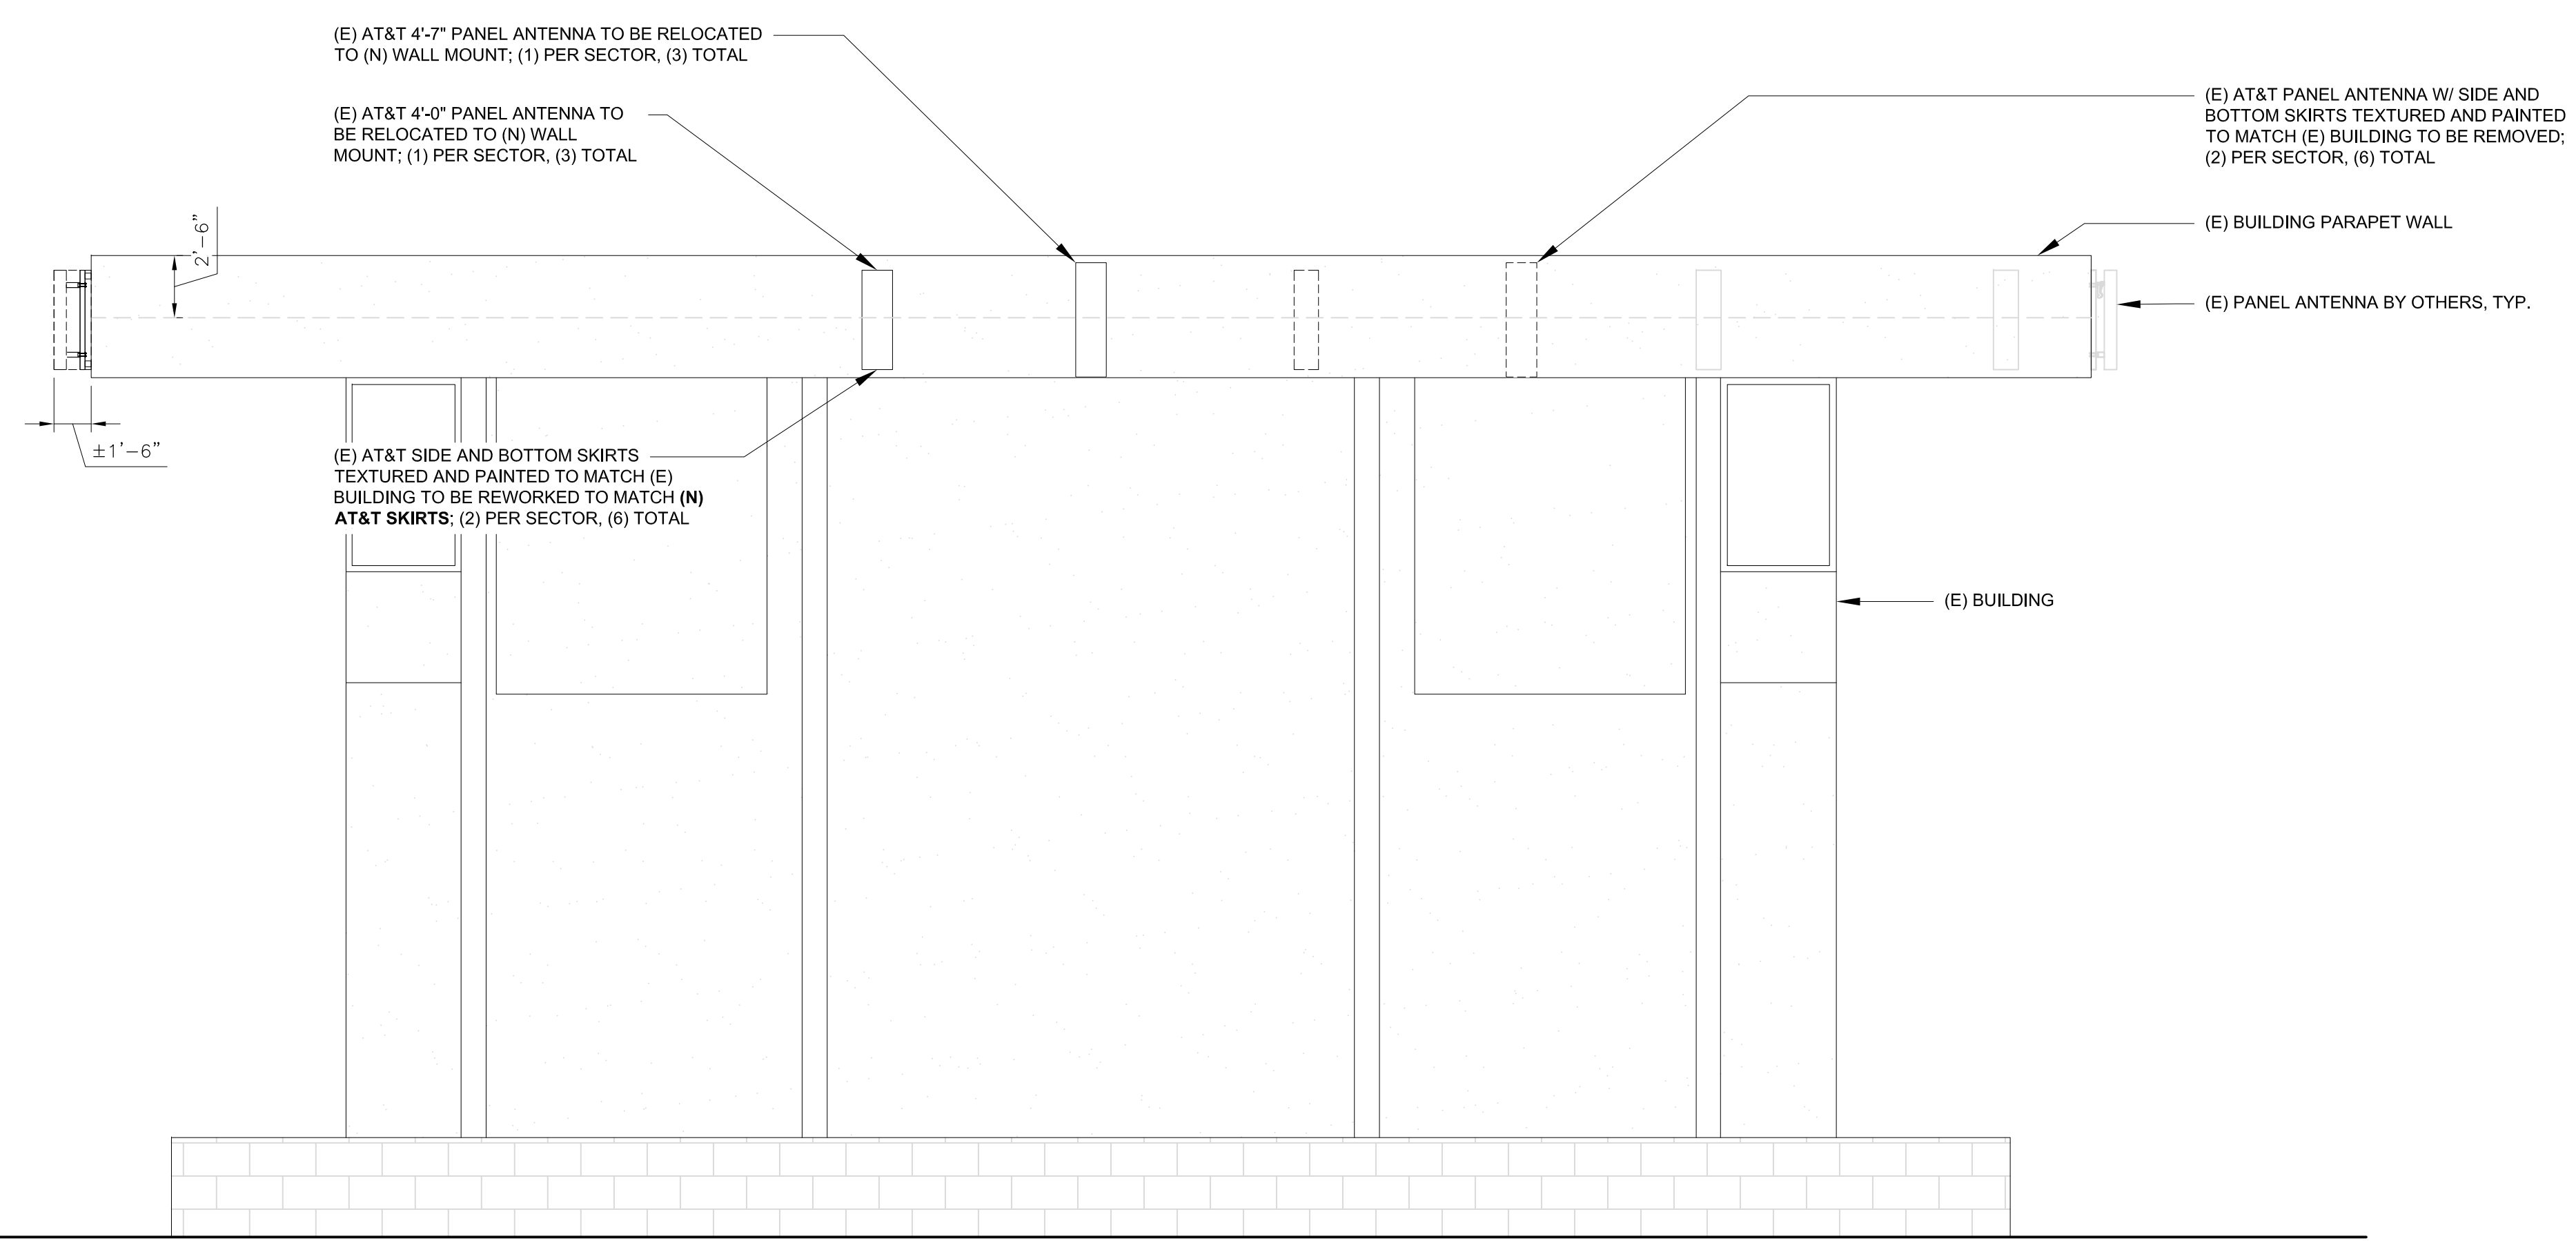 (E) AT&T 4'-7" PANEL ANTENNA TO BE RELOCATED
TO (N) WALL MOUNT; (1) PER SECTOR, (3) TOTAL
(E) AT&T 4'-0" PANEL ANTENNA TO
BE RELOCATED TO (N) WALL
MOUNT; (1) PER SECTOR, (3) TOTAL
(E) AT&T PANEL ANTENNA W/ SIDE AND
BOTTOM SKIRTS TEXTURED AND PAINTED
TO MATCH (E) BUILDING TO BE REMOVED;
(2) PER SECTOR, (6) TOTAL
(E) BUILDING PARAPET WALL
2'-6"
(E) PANEL ANTENNA BY OTHERS, TYP.
±1'-6"
(E) AT&T SIDE AND BOTTOM SKIRTS
TEXTURED AND PAINTED TO MATCH (E)
BUILDING TO BE REWORKED TO MATCH (N)
AT&T SKIRTS; (2) PER SECTOR, (6) TOTAL
(E) BUILDING